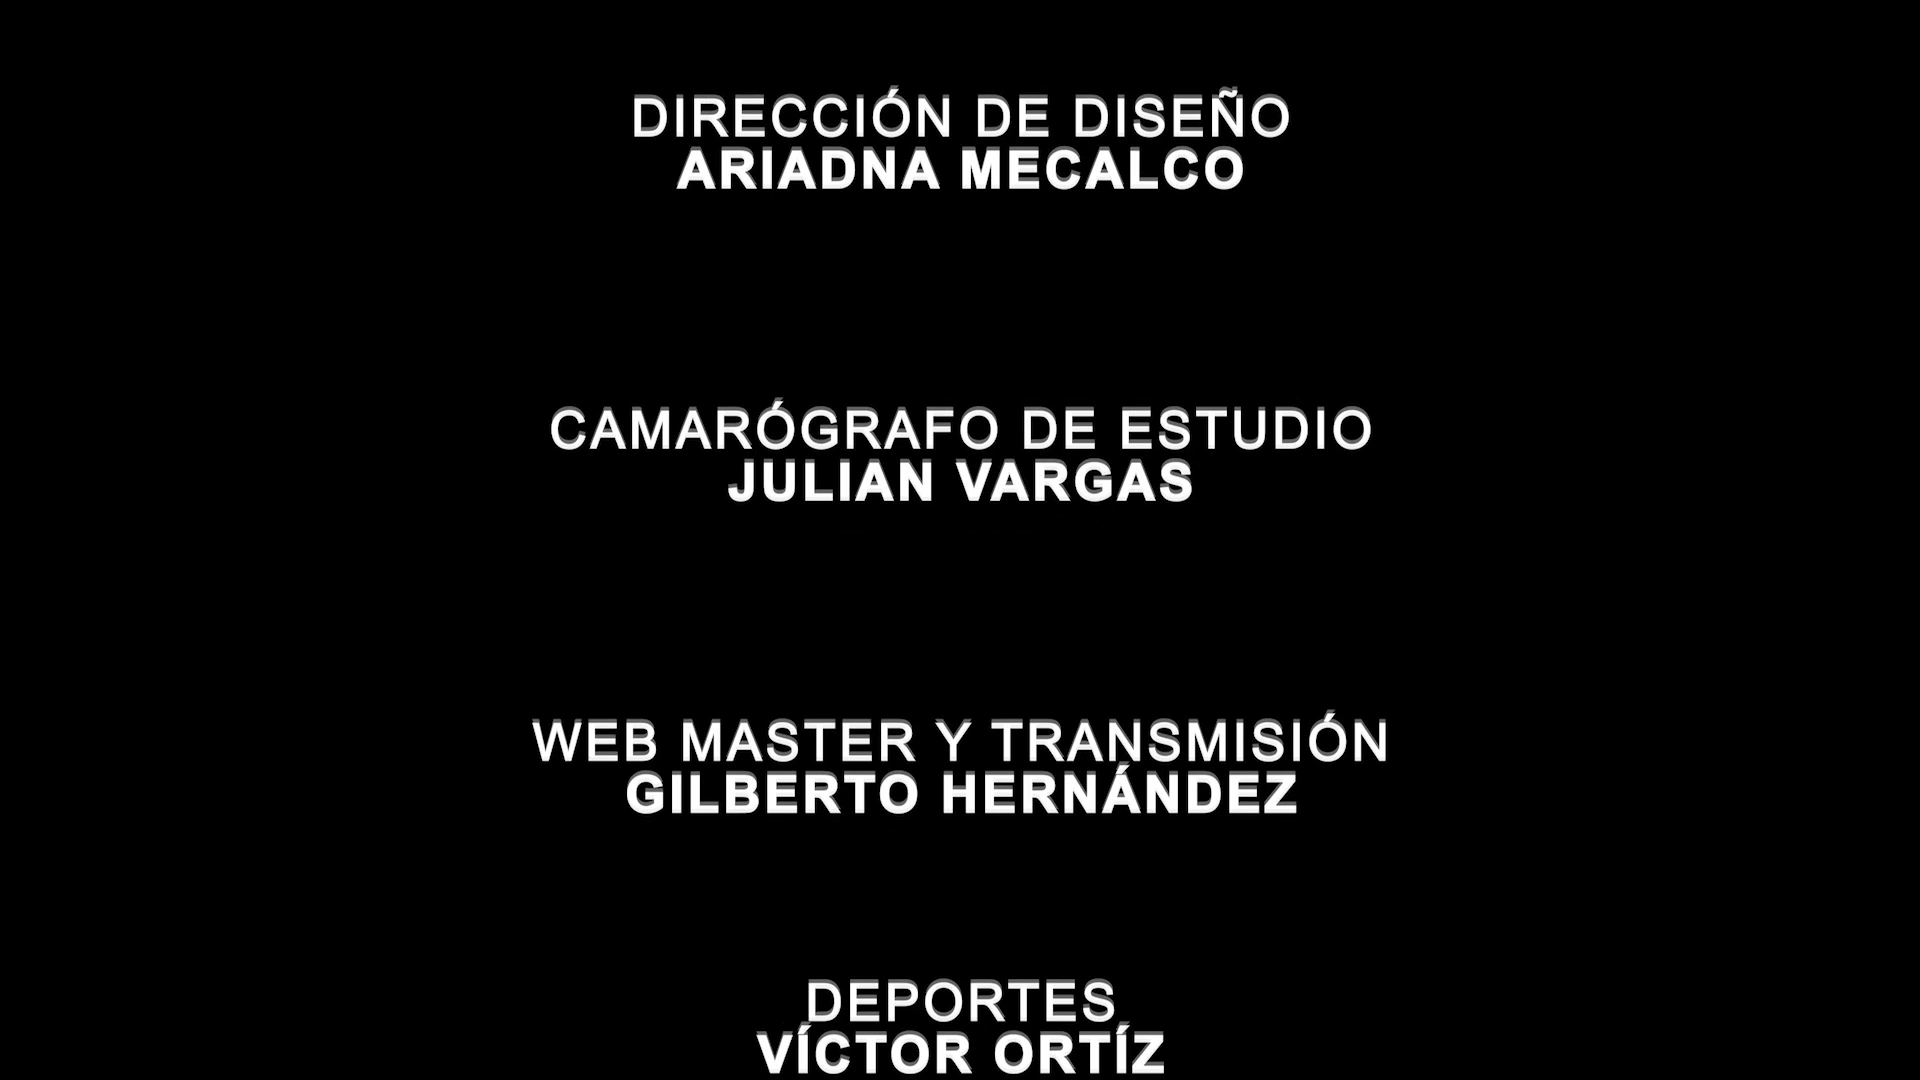 DIRECCIÓN DE DISEÑO
ARIADNA MECALCO
CAMARÓGRAFO DE ESTUDIO
JULIAN VARGAS
WEB MASTER Y TRANSMISIÓN
GILBERTO HERNÁNDEZ
DEPORTES
VÍCTOR ORTÍZ